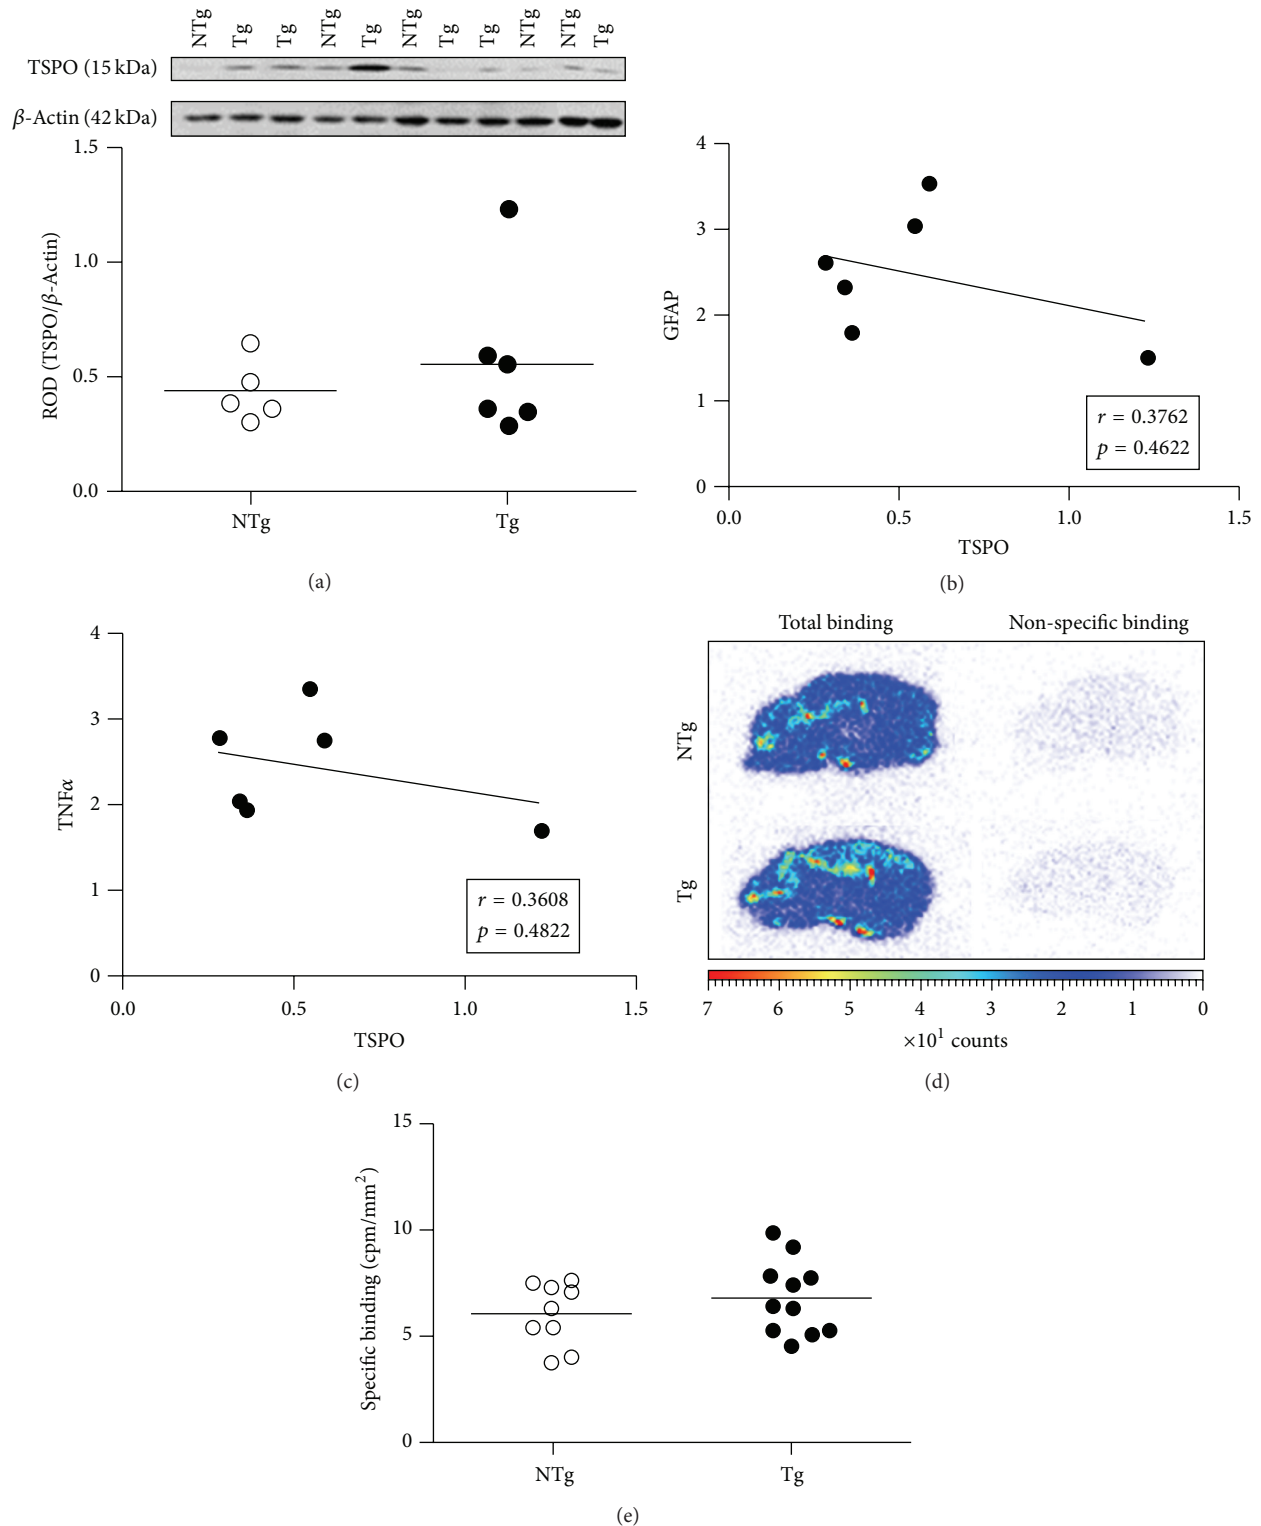 NTg Tg Tg NTg Tg NTg Tg Tg NTg NTg Tg
TSPO (15 kDa)
β-Actin (42 kDa)
1.5
1.0
0.5
0.0
ROD (TSPO/β-Actin)
NTg Tg
(a)
4
3
2
1
0
GFAP
r = 0.3762
p = 0.4622
0.0 0.5 1.0 1.5
TSPO
(b)
4
3
2
1
0
TNFα
r = 0.3608
p = 0.4822
0.0 0.5 1.0 1.5
TSPO
(c)
Total binding Non-specific binding
NTg
Tg
7 6 5 4 3 2 1 0
×10¹ counts
(d)
15
10
5
0
Specific binding (cpm/mm²)
NTg Tg
(e)